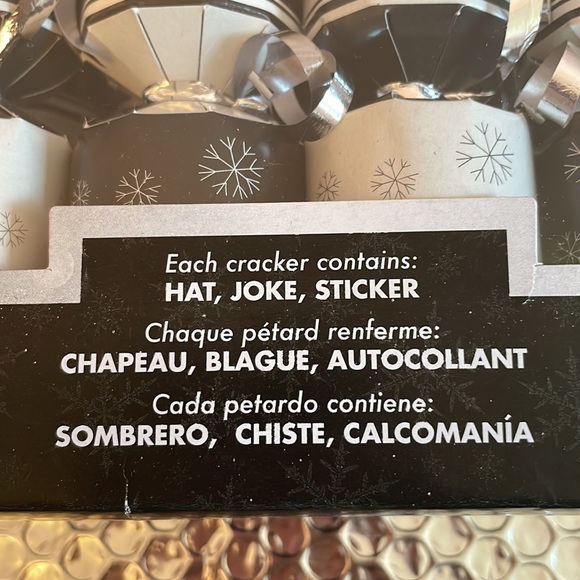 Each cracker contains:
HAT, JOKE, STICKER
Chaque pétard renferme:
CHAPEAU, BLAGUE, AUTOCOLLANT
Cada petardo contiene:
SOMBRERO, CHISTE, CALCOMANÍA